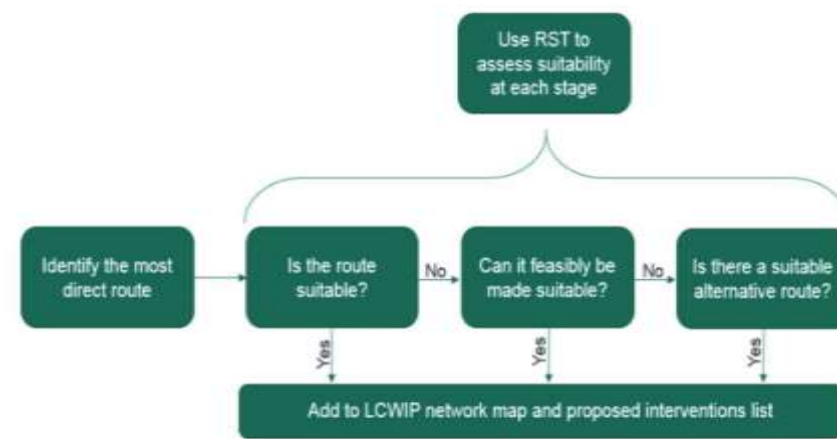 Use RST to
assess suitability
at each stage
Identify the most
direct route
Is the route
suitable?
No
Can it feasibly be
made suitable?
No
Is there a suitable
alternative route?
Yes
Yes
Yes
Add to LCWIP network map and proposed interventions list